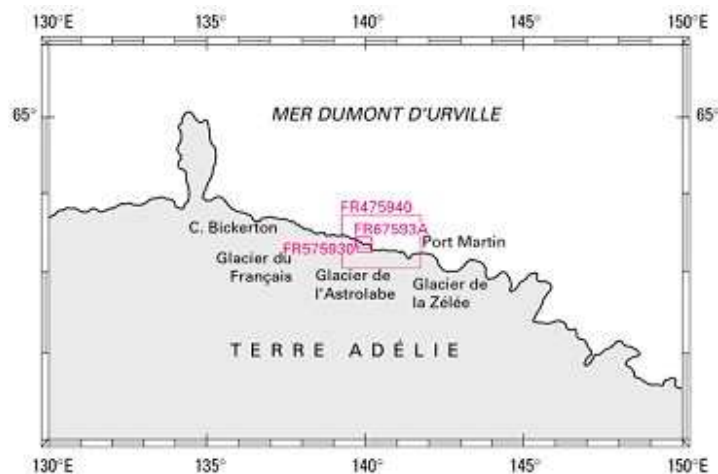 130°E 135° 140° 145° 150°E
65° 65°
MER DUMONT D'URVILLE
FR475940
C. Bickerton FR67593A
FR575930 Port Martin
Glacier du
Français
Glacier de
l'Astrolabe
Glacier de
la Zélée
TERRE ADÉLIE
130°E 135° 140° 145° 150°E